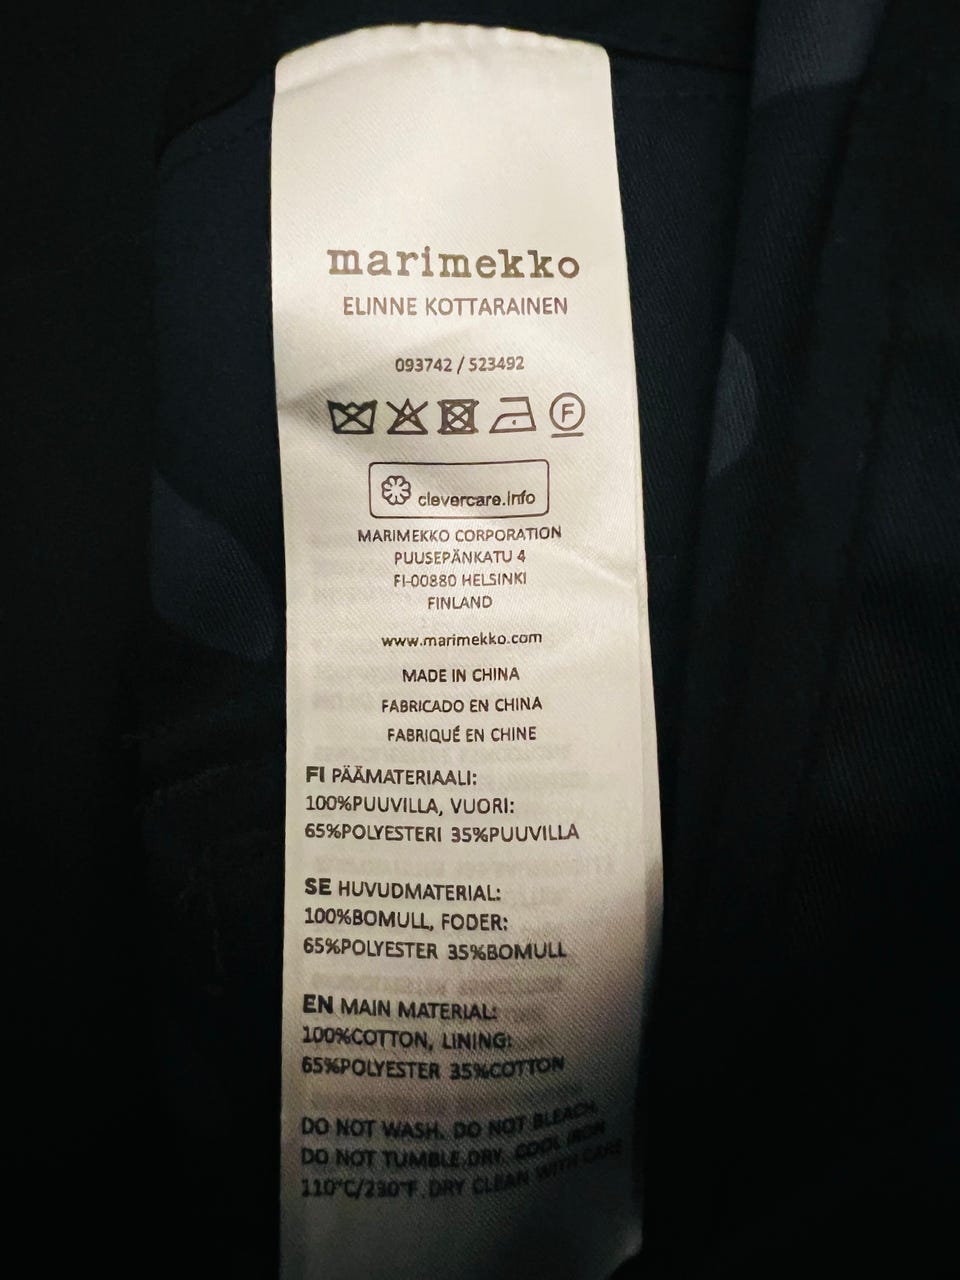 marimekko
ELINNE KOTTARAINEN
093742 / 523492
F
clevercare.info
MARIMEKKO CORPORATION
PUUSEPÄNKATU 4
FI-00880 HELSINKI
FINLAND
www.marimekko.com
MADE IN CHINA
FABRICADO EN CHINA
FABRIQUÉ EN CHINE
FI PÄÄMATERIAALI:
100%PUUVILLA, VUORI:
65%POLYESTERI 35%PUUVILLA
SE HUVUDMATERIAL:
100%BOMULL, FODER:
65%POLYESTER 35%BOMULL
EN MAIN MATERIAL:
100%COTTON, LINING:
65%POLYESTER 35%COTTON
DO NOT WASH. DO NOT BLEACH.
DO NOT TUMBLE DRY. COOL IRON
110°C/230°F. DRY CLEAN WITH CARE